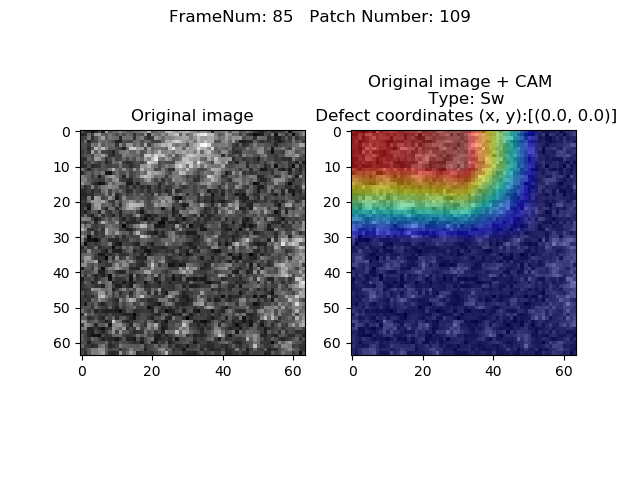 FrameNum: 85   Patch Number: 109
Original image
Original image + CAM
Type: Sw
Defect coordinates (x, y):[(0.0, 0.0)]
0
10
20
30
40
50
60
0 20 40 60
0
10
20
30
40
50
60
0 20 40 60